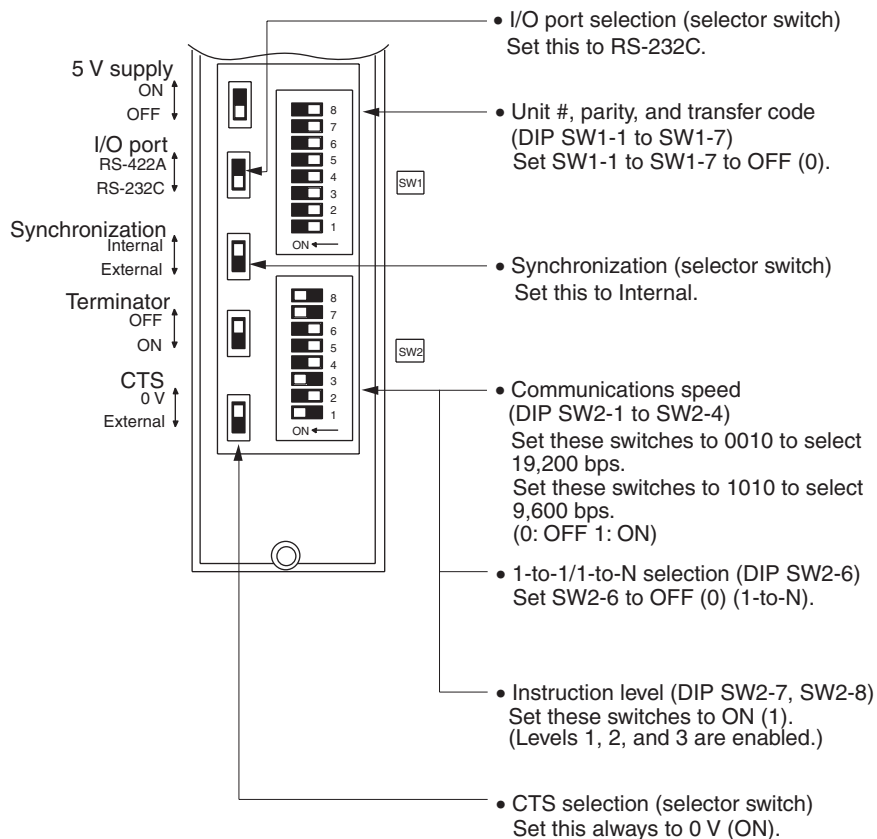 ● I/O port selection (selector switch)
Set this to RS-232C.
5 V supply
ON
OFF
I/O port
RS-422A
RS-232C
Synchronization
Internal
External
Terminator
OFF
ON
CTS
0 V
External
8
7
6
5
4
3
2
1
ON
SW1
8
7
6
5
4
3
2
1
ON
SW2
● Unit #, parity, and transfer code
(DIP SW1-1 to SW1-7)
Set SW1-1 to SW1-7 to OFF (0).
● Synchronization (selector switch)
Set this to Internal.
● Communications speed
(DIP SW2-1 to SW2-4)
Set these switches to 0010 to select
19,200 bps.
Set these switches to 1010 to select
9,600 bps.
(0: OFF 1: ON)
● 1-to-1/1-to-N selection (DIP SW2-6)
Set SW2-6 to OFF (0) (1-to-N).
● Instruction level (DIP SW2-7, SW2-8)
Set these switches to ON (1).
(Levels 1, 2, and 3 are enabled.)
● CTS selection (selector switch)
Set this always to 0 V (ON).